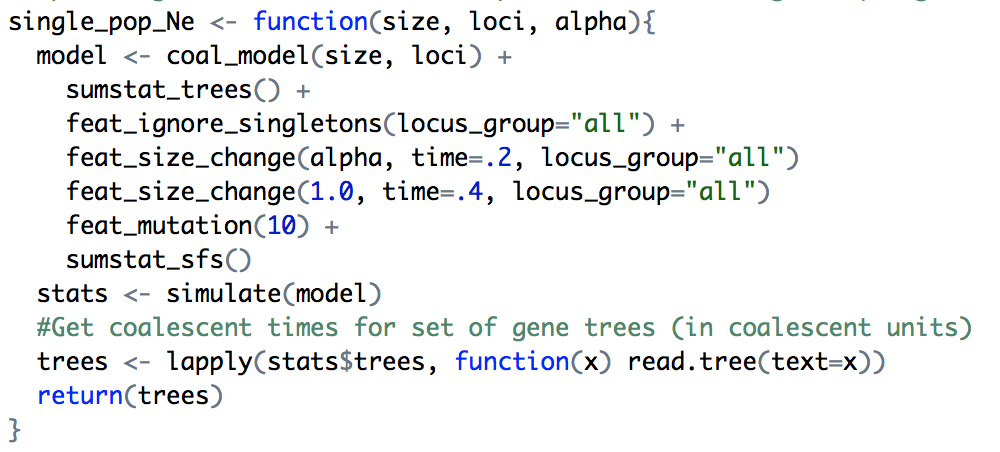 single_pop_Ne <- function(size, loci, alpha){
  model <- coal_model(size, loci) +
    sumstat_trees() +
    feat_ignore_singletons(locus_group="all") +
    feat_size_change(alpha, time=.2, locus_group="all")
    feat_size_change(1.0, time=.4, locus_group="all")
    feat_mutation(10) +
    sumstat_sfs()
  stats <- simulate(model)
  #Get coalescent times for set of gene trees (in coalescent units)
  trees <- lapply(stats$trees, function(x) read.tree(text=x))
  return(trees)
}